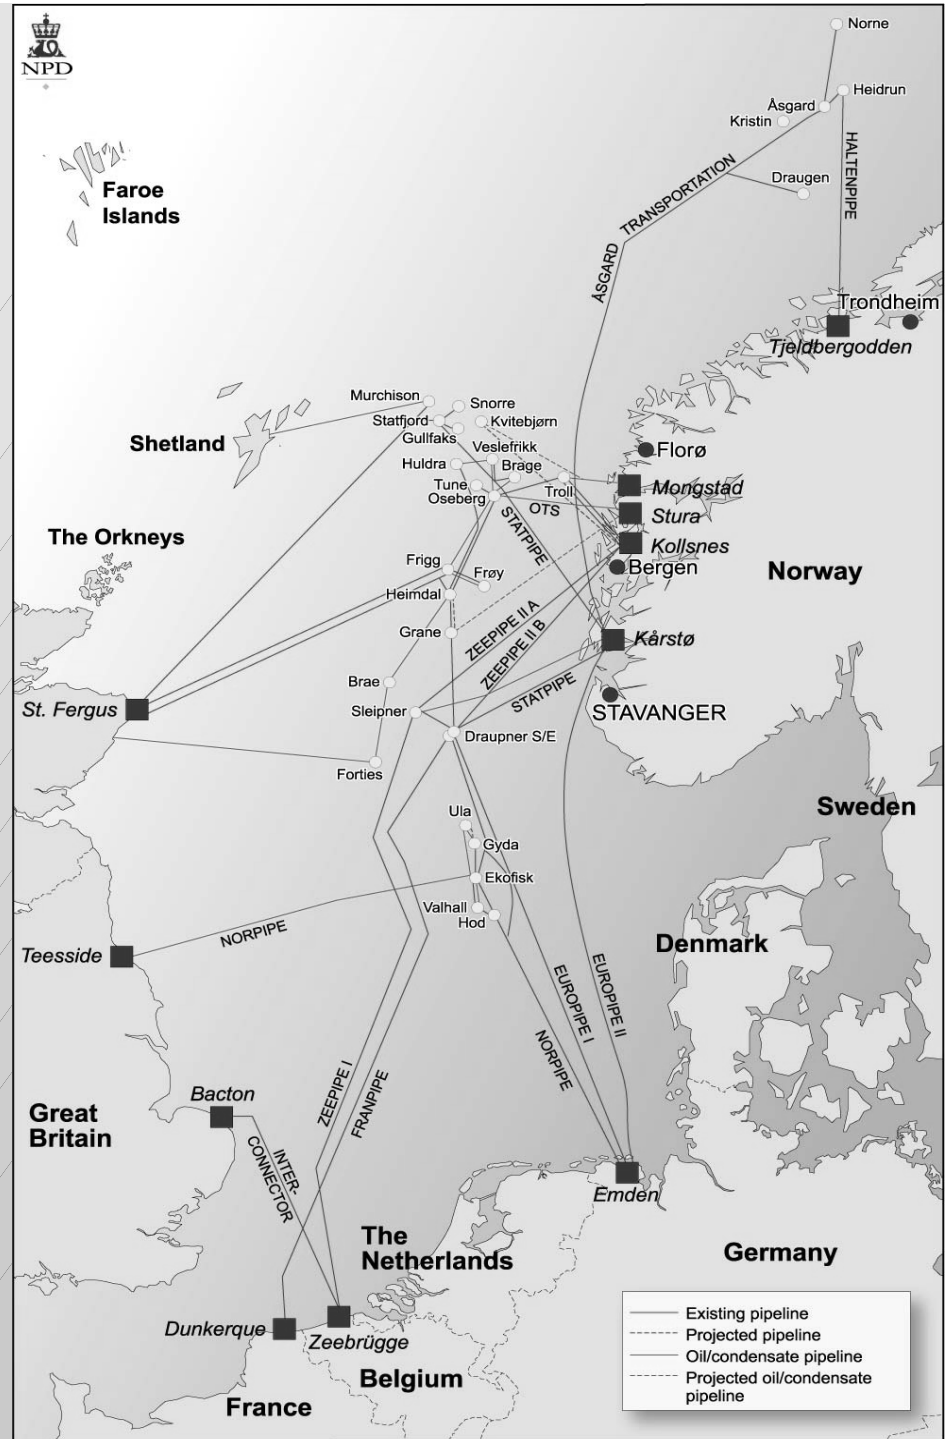 NPD
Norne
Heidrun
Åsgard
Kristin
HALTENPIPE
TRANSPORTATION
Draugen
Faroe
Islands
ÅSGARD
Trondheim
Tjeldbergodden
Murchison
Snorre
Statfjord
Kvitebjørn
Gullfaks
Shetland
Veslefrikk
Florø
Huldra
Brage
Tune
Troll
Mongstad
Oseberg
OTS
Stura
STATPIPE
The Orkneys
Kollsnes
Frigg
Bergen
Norway
Frøy
Heimdal
Grane
ZEEPIPE II A
Kårstø
ZEEPIPE II B
Brae
STATPIPE
St. Fergus
Sleipner
STAVANGER
Draupner S/E
Forties
Sweden
Ula
Gyda
Ekofisk
Valhall
Hod
NORPIPE
Denmark
Teesside
EUROPIPE I
EUROPIPE II
NORPIPE
ZEEPIPE I
FRANPIPE
Bacton
Great
Britain
INTER-
CONNECTOR
Emden
The
Netherlands
Germany
Dunkerque
Zeebrügge
Belgium
France
Existing pipeline
Projected pipeline
Oil/condensate pipeline
Projected oil/condensate
pipeline